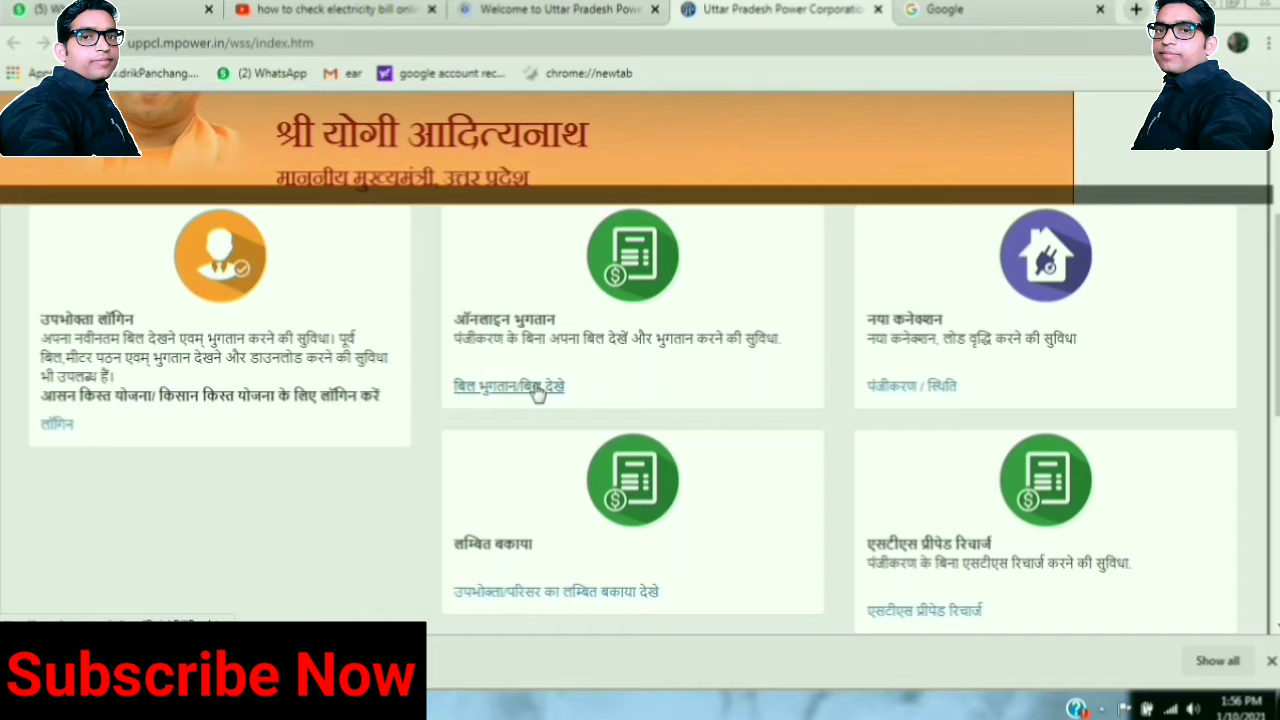 (2) W
how to check electricity bill onli
Welcome to Uttar Pradesh Powe
Uttar Pradesh Power Corporatio
Google
uppcl.mpower.in/wss/index.htm
.drikPanchang....
(2) WhatsApp
ear
google account rec...
chrome://newtab
श्री योगी आदित्यनाथ
माननीय मुख्यमंत्री, उत्तर प्रदेश
उपभोक्ता लॉगिन
अपना नवीनतम बिल देखने एवम् भुगतान करने की सुविधा। पूर्व
बिल,मीटर पठन एवम् भुगतान देखने और डाउनलोड करने की सुविधा
भी उपलब्ध हैं।
आसन किस्त योजना/ किसान किस्त योजना के लिए लॉगिन करें
लॉगिन
ऑनलाइन भुगतान
पंजीकरण के बिना अपना बिल देखें और भुगतान करने की सुविधा.
बिल भुगतान/बिल देखे
नया कनेक्शन
नया कनेक्शन, लोड वृद्धि करने की सुविधा
पंजीकरण / स्थिति
लम्बित बकाया
उपभोक्ता/परिसर का लम्बित बकाया देखे
एसटीएस प्रीपेड रिचार्ज
पंजीकरण के बिना एसटीएस रिचार्ज करने की सुविधा.
एसटीएस प्रीपेड रिचार्ज
Subscribe Now
Show all
1:56 PM
1/10/2021